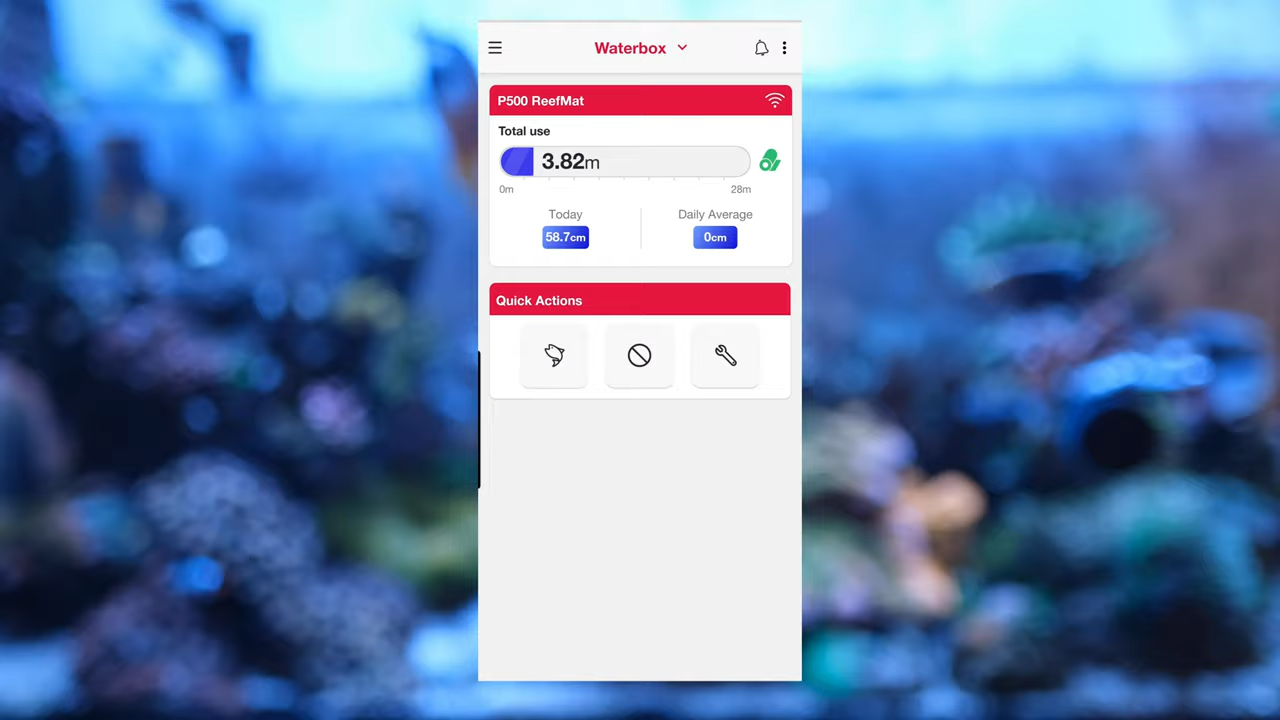 Waterbox
P500 ReefMat
Total use
3.82m
0m 28m
Today Daily Average
58.7cm 0cm
Quick Actions